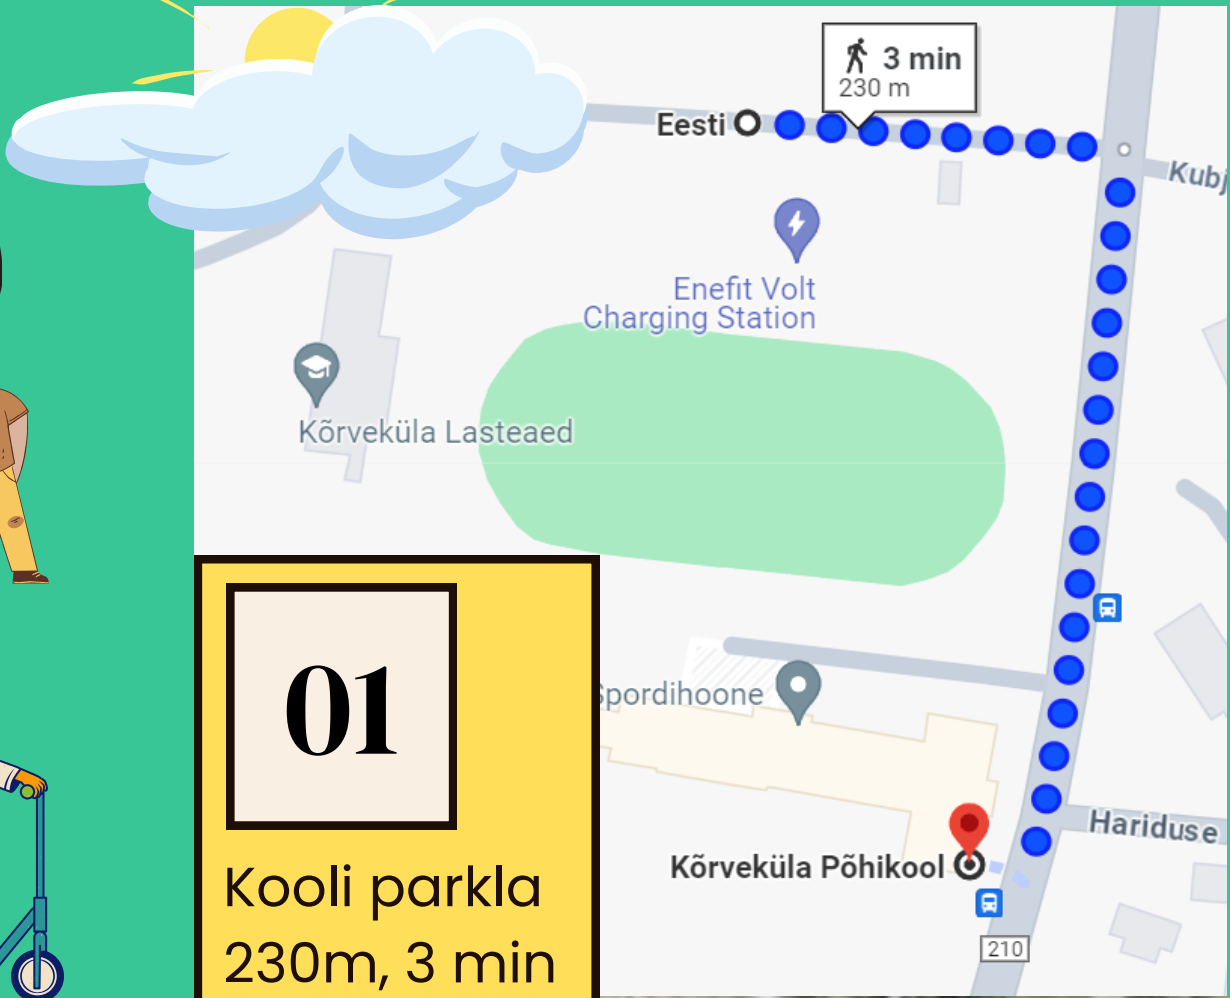 3 min
230 m
Eesti
Enefit Volt
Charging Station
Kõrveküla Lasteaed
Spordihoone
01
Hariduse
Kõrveküla Põhikool
Kooli parkla
210
230m, 3 min